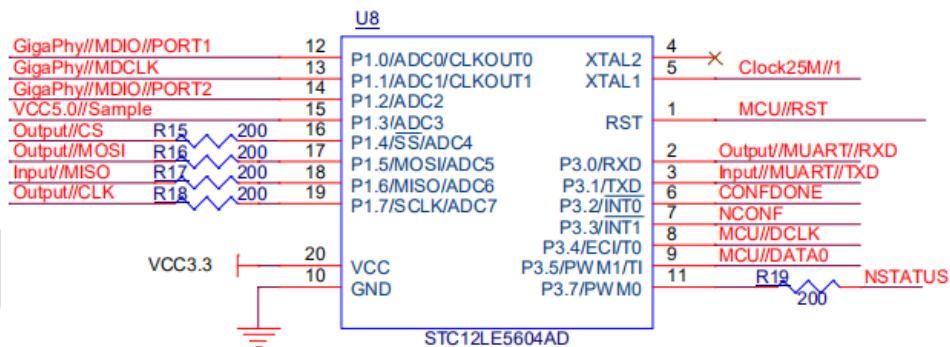 U8
GigaPhy//MDIO//PORT1 12 P1.0/ADC0/CLKOUT0 XTAL2 4
GigaPhy//MDCLK 13 P1.1/ADC1/CLKOUT1 XTAL1 5 Clock25M//1
GigaPhy//MDIO//PORT2 14 P1.2/ADC2
VCC5.0//Sample 15 P1.3/ADC3 RST 1 MCU//RST
Output//CS R15 200 16 P1.4/SS/ADC4
Output//MOSI R16 200 17 P1.5/MOSI/ADC5 P3.0/RXD 2 Output//MUART//RXD
Input//MISO R17 200 18 P1.6/MISO/ADC6 P3.1/TXD 3 Input//MUART//TXD
Output//CLK R18 200 19 P1.7/SCLK/ADC7 P3.2/INT0 6 CONFDONE
P3.3/INT1 7 NCONF
P3.4/ECI/T0 8 MCU//DCLK
VCC3.3 20 VCC P3.5/PWM1/TI 9 MCU//DATA0
10 GND P3.7/PWM0 11 R19 200 NSTATUS
STC12LE5604AD